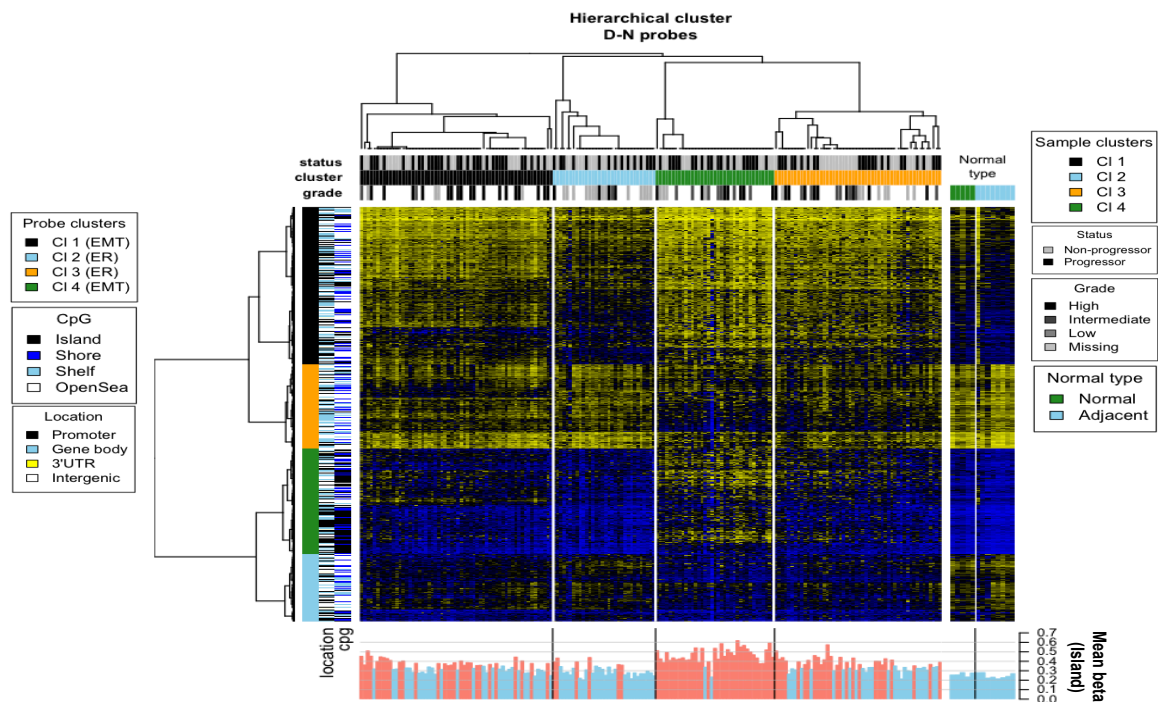 Hierarchical cluster
D-N probes
status
cluster
grade
Normal
type
Sample clusters
Cl 1
Cl 2
Cl 3
Cl 4
Status
Non-progressor
Progressor
Grade
High
Intermediate
Low
Missing
Normal type
Normal
Adjacent
Probe clusters
Cl 1 (EMT)
Cl 2 (ER)
Cl 3 (ER)
Cl 4 (EMT)
CpG
Island
Shore
Shelf
OpenSea
Location
Promoter
Gene body
3'UTR
Intergenic
location
cpg
0.7
0.6
0.5
0.4
0.3
0.2
0.1
0.0
Mean beta
(Island)